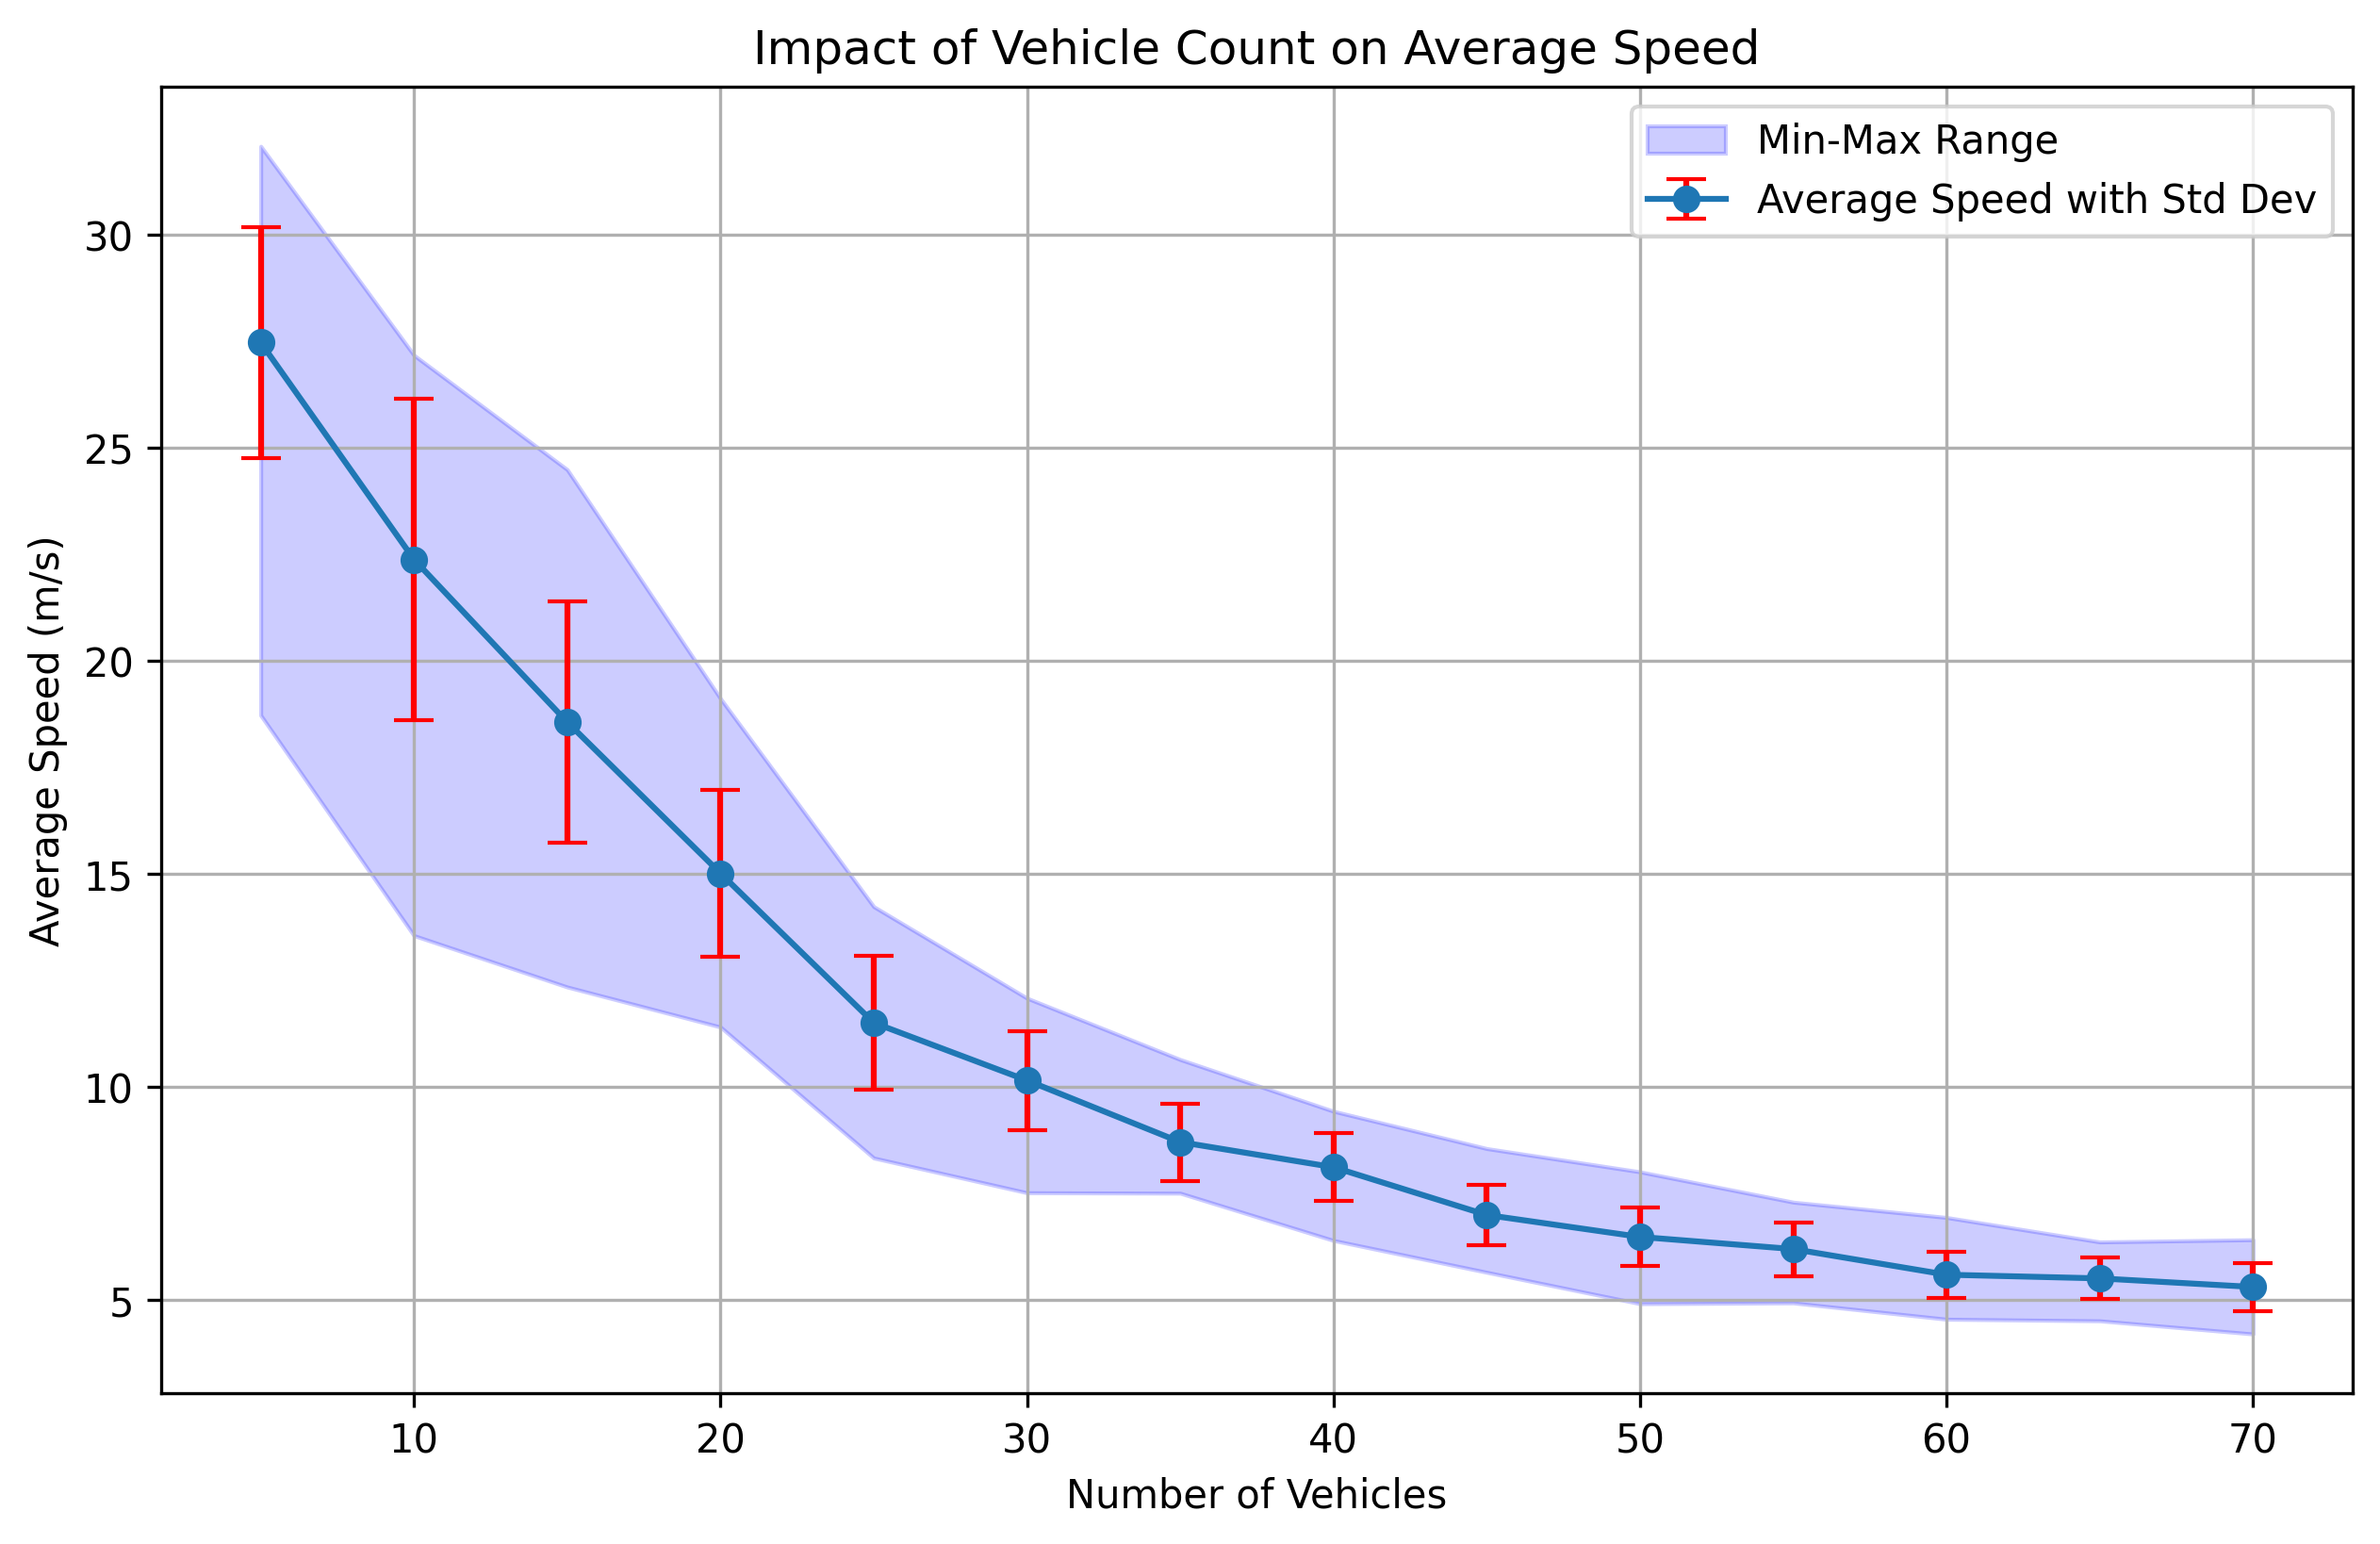 Impact of Vehicle Count on Average Speed
Min-Max Range
Average Speed with Std Dev
Average Speed (m/s)
30
25
20
15
10
5
10 20 30 40 50 60 70
Number of Vehicles